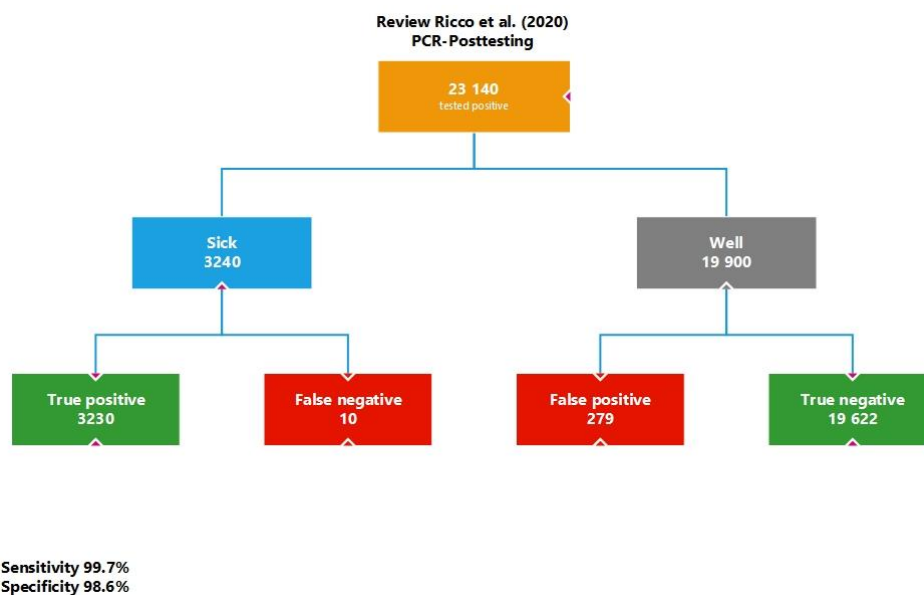 Review Ricco et al. (2020)
PCR-Posttesting
23 140
tested positive
Sick
3240
Well
19 900
True positive
3230
False negative
10
False positive
279
True negative
19 622
Sensitivity 99.7%
Specificity 98.6%